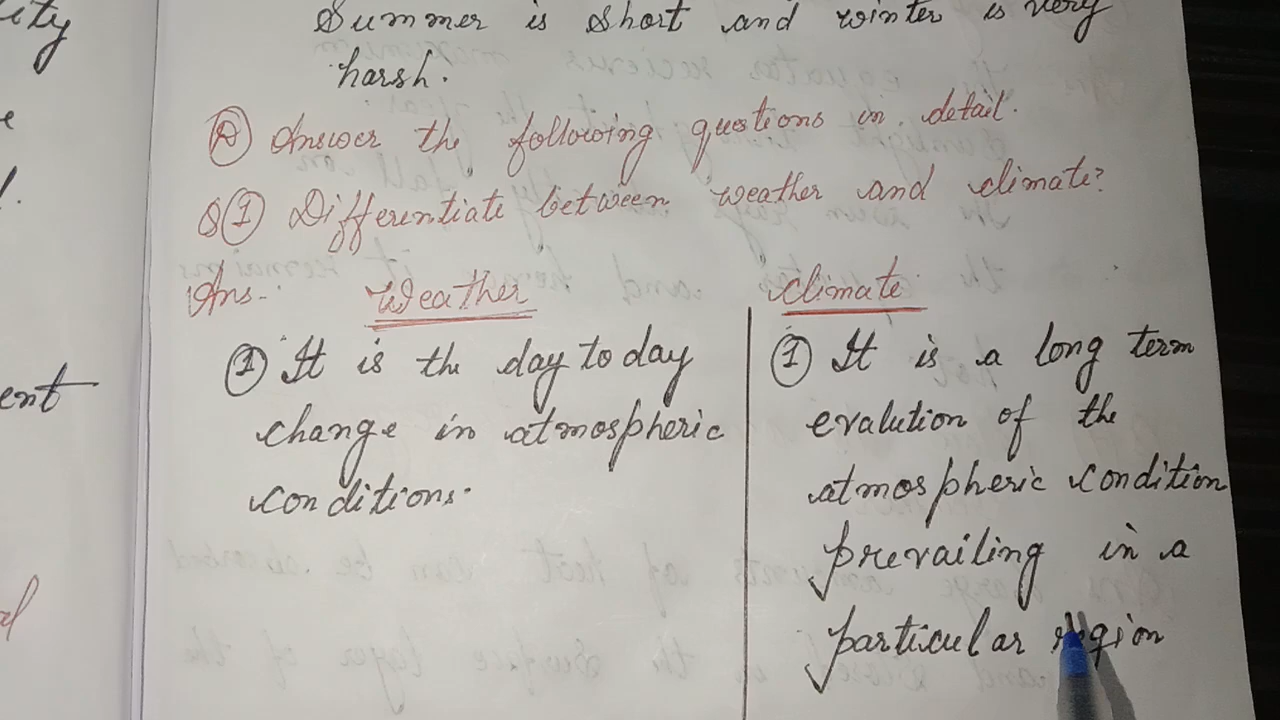 ity
Summer is short and winter is very
harsh.
e
D Answer the following questions in detail.
Q 1 Differentiate between weather and climate?
Ans- Weather
1 It is the day to day
change in atmospheric
conditions.
Climate
1 It is a long term
evalution of the
atmospheric condition
prevailing in a
particular region
ent